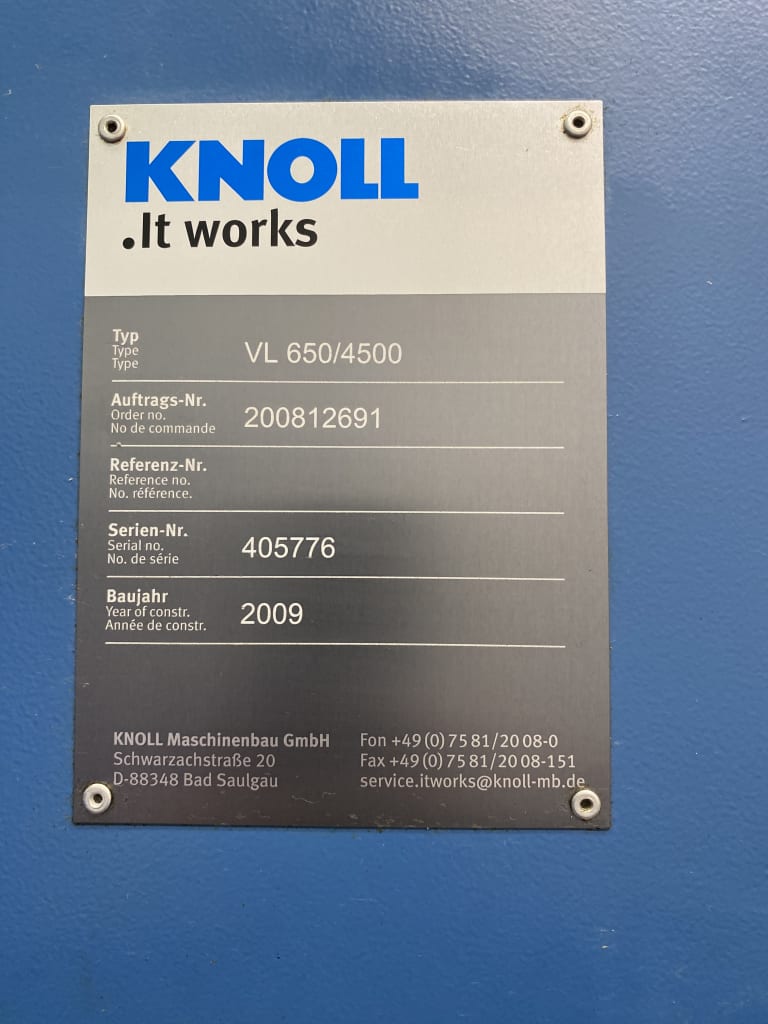 KNOLL
.It works
Typ
Type
Type
VL 650/4500
Auftrags-Nr.
Order no.
No de commande
200812691
Referenz-Nr.
Reference no.
No. référence.
Serien-Nr.
Serial no.
No. de série
405776
Baujahr
Year of constr.
Année de constr.
2009
KNOLL Maschinenbau GmbH
Schwarzachstraße 20
D-88348 Bad Saulgau
Fon +49 (0) 75 81/20 08-0
Fax +49 (0) 75 81/20 08-151
service.itworks@knoll-mb.de